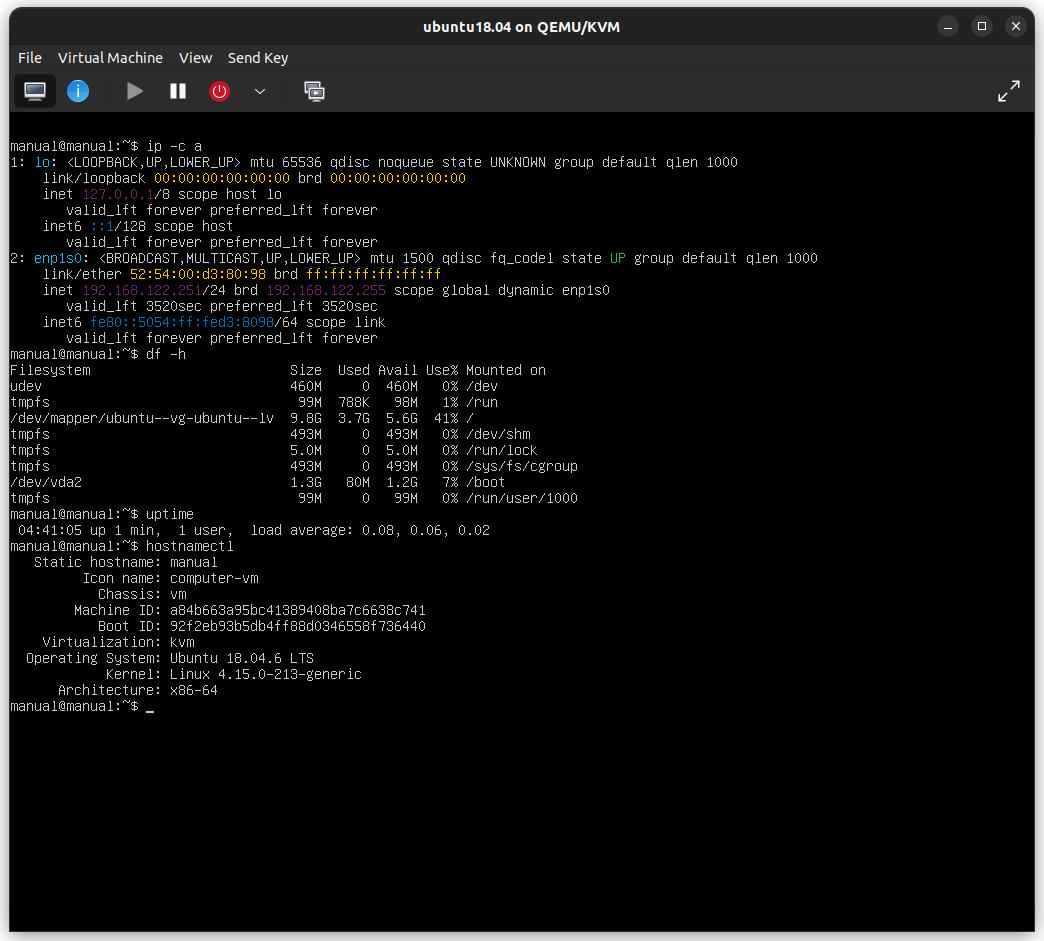 ubuntu18.04 on QEMU/KVM
File Virtual Machine View Send Key
manual@manual:~$ ip -c a
1: lo: <LOOPBACK,UP,LOWER_UP> mtu 65536 qdisc noqueue state UNKNOWN group default qlen 1000
    link/loopback 00:00:00:00:00:00 brd 00:00:00:00:00:00
    inet 127.0.0.1/8 scope host lo
       valid_lft forever preferred_lft forever
    inet6 ::1/128 scope host
       valid_lft forever preferred_lft forever
2: enp1s0: <BROADCAST,MULTICAST,UP,LOWER_UP> mtu 1500 qdisc fq_codel state UP group default qlen 1000
    link/ether 52:54:00:d3:80:98 brd ff:ff:ff:ff:ff:ff
    inet 192.168.122.251/24 brd 192.168.122.255 scope global dynamic enp1s0
       valid_lft 3520sec preferred_lft 3520sec
    inet6 fe80::5054:ff:fed3:8098/64 scope link
       valid_lft forever preferred_lft forever
manual@manual:~$ df -h
Filesystem                         Size  Used Avail Use% Mounted on
udev                               460M     0  460M   0% /dev
tmpfs                               99M  788K   98M   1% /run
/dev/mapper/ubuntu--vg-ubuntu--lv  9.8G  3.7G  5.6G  41% /
tmpfs                              493M     0  493M   0% /dev/shm
tmpfs                              5.0M     0  5.0M   0% /run/lock
tmpfs                              493M     0  493M   0% /sys/fs/cgroup
/dev/vda2                          1.3G   80M  1.2G   7% /boot
tmpfs                               99M     0   99M   0% /run/user/1000
manual@manual:~$ uptime
 04:41:05 up 1 min,  1 user,  load average: 0.08, 0.06, 0.02
manual@manual:~$ hostnamectl
   Static hostname: manual
         Icon name: computer-vm
           Chassis: vm
        Machine ID: a84b663a95bc41389408ba7c6638c741
           Boot ID: 92f2eb93b5db4ff88d0346558f736440
    Virtualization: kvm
  Operating System: Ubuntu 18.04.6 LTS
            Kernel: Linux 4.15.0-213-generic
      Architecture: x86-64
manual@manual:~$ _